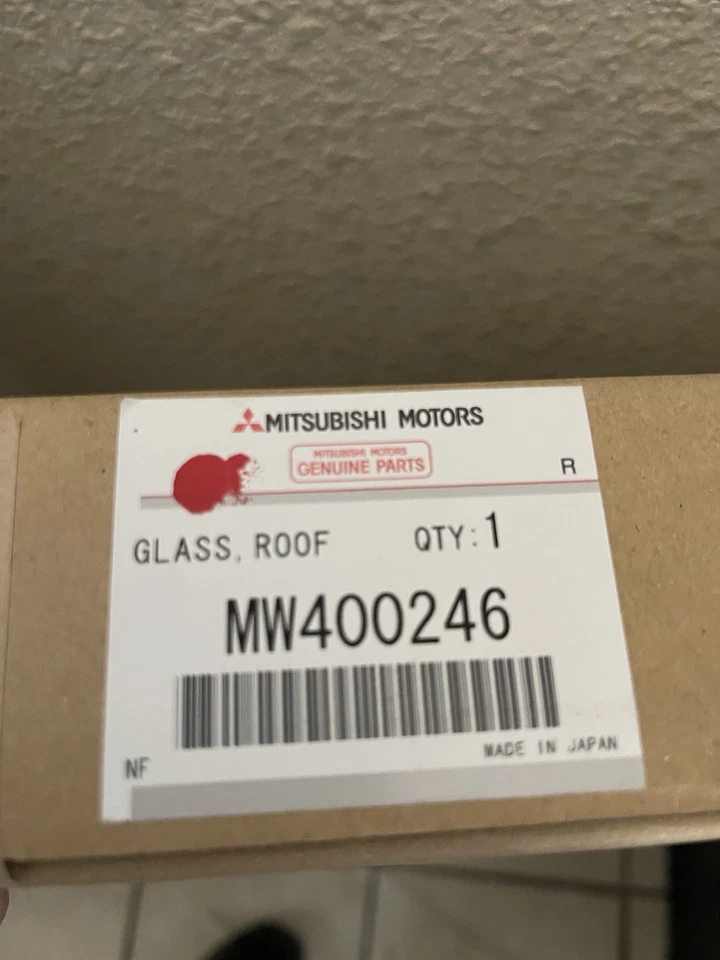 MITSUBISHI MOTORS
MITSUBISHI MOTORS
GENUINE PARTS
R
GLASS, ROOF QTY:1
MW400246
MADE IN JAPAN
NF